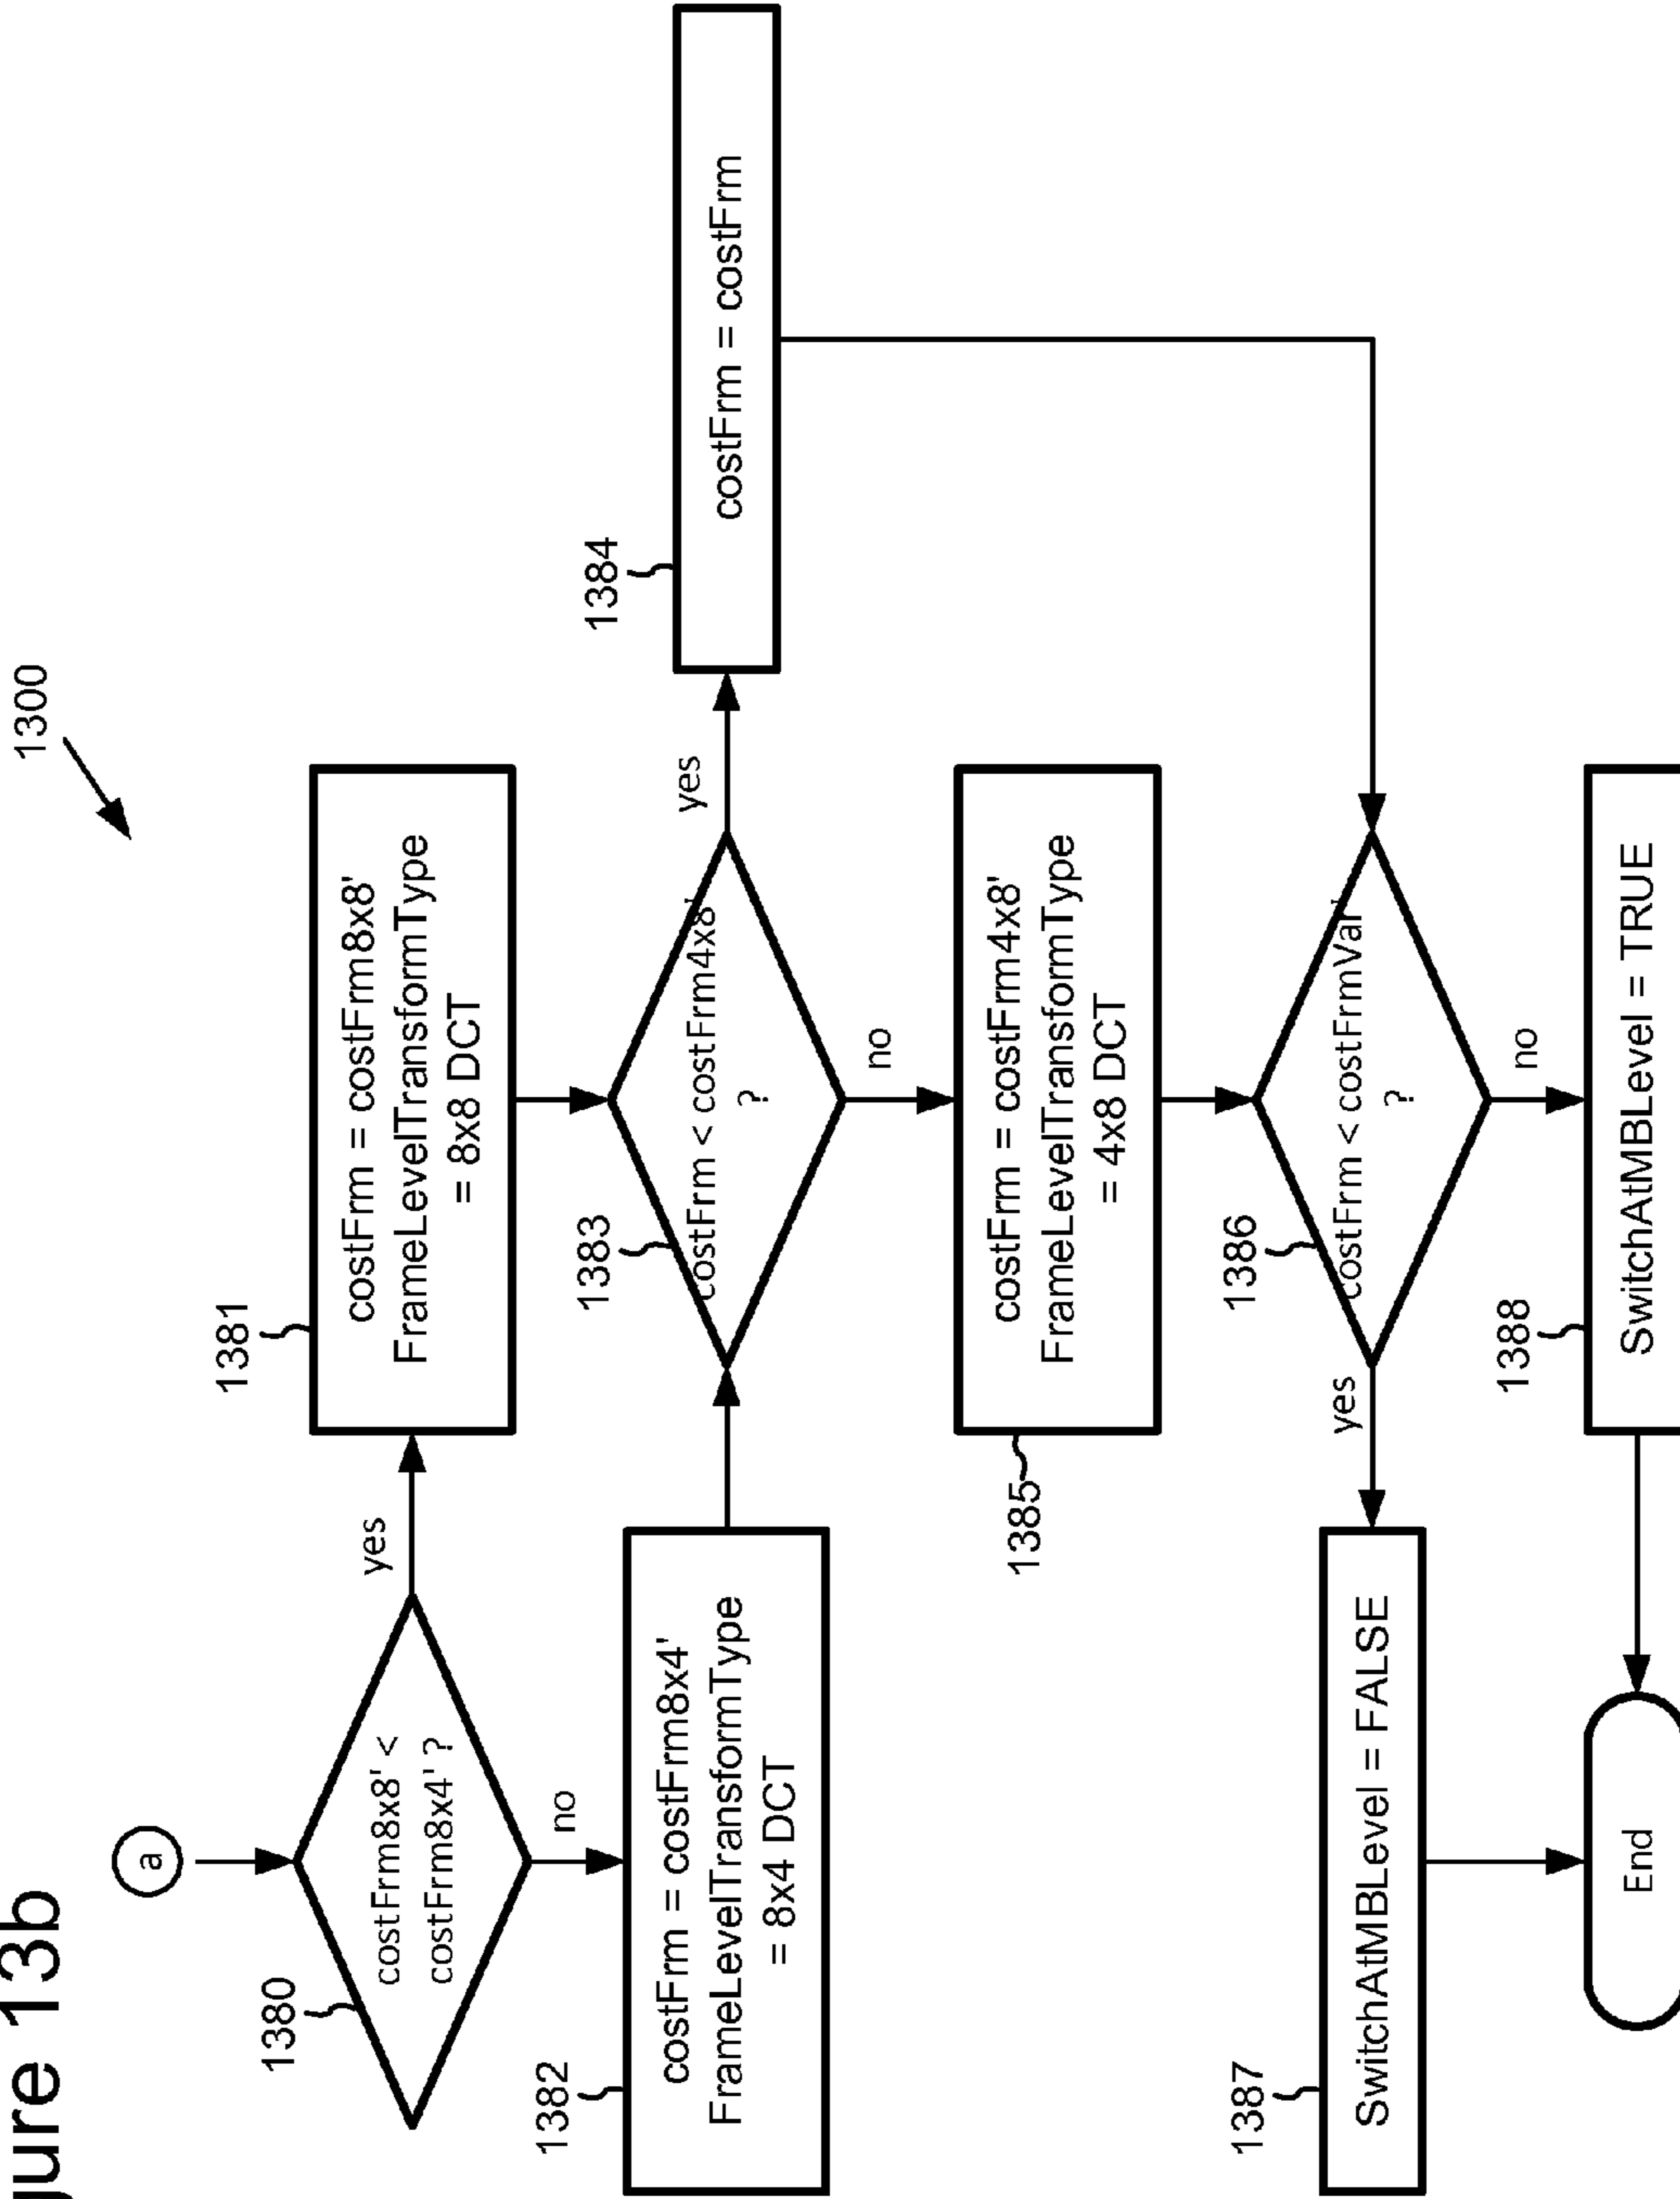 gure 13b
1300
a
1380
costFrm8x8' <
costFrm8x4' ?
yes
no
1381
costFrm = costFrm8x8'
FrameLevelTransformType
= 8x8 DCT
1382
costFrm = costFrm8x4'
FrameLevelTransformType
= 8x4 DCT
1383
costFrm < costFrm4x8'
?
yes
no
1384
costFrm = costFrm
1385
costFrm = costFrm4x8'
FrameLevelTransformType
= 4x8 DCT
1386
costFrm < costFrmVar'
?
yes
no
1387
SwitchAtMBLevel = FALSE
1388
SwitchAtMBLevel = TRUE
End